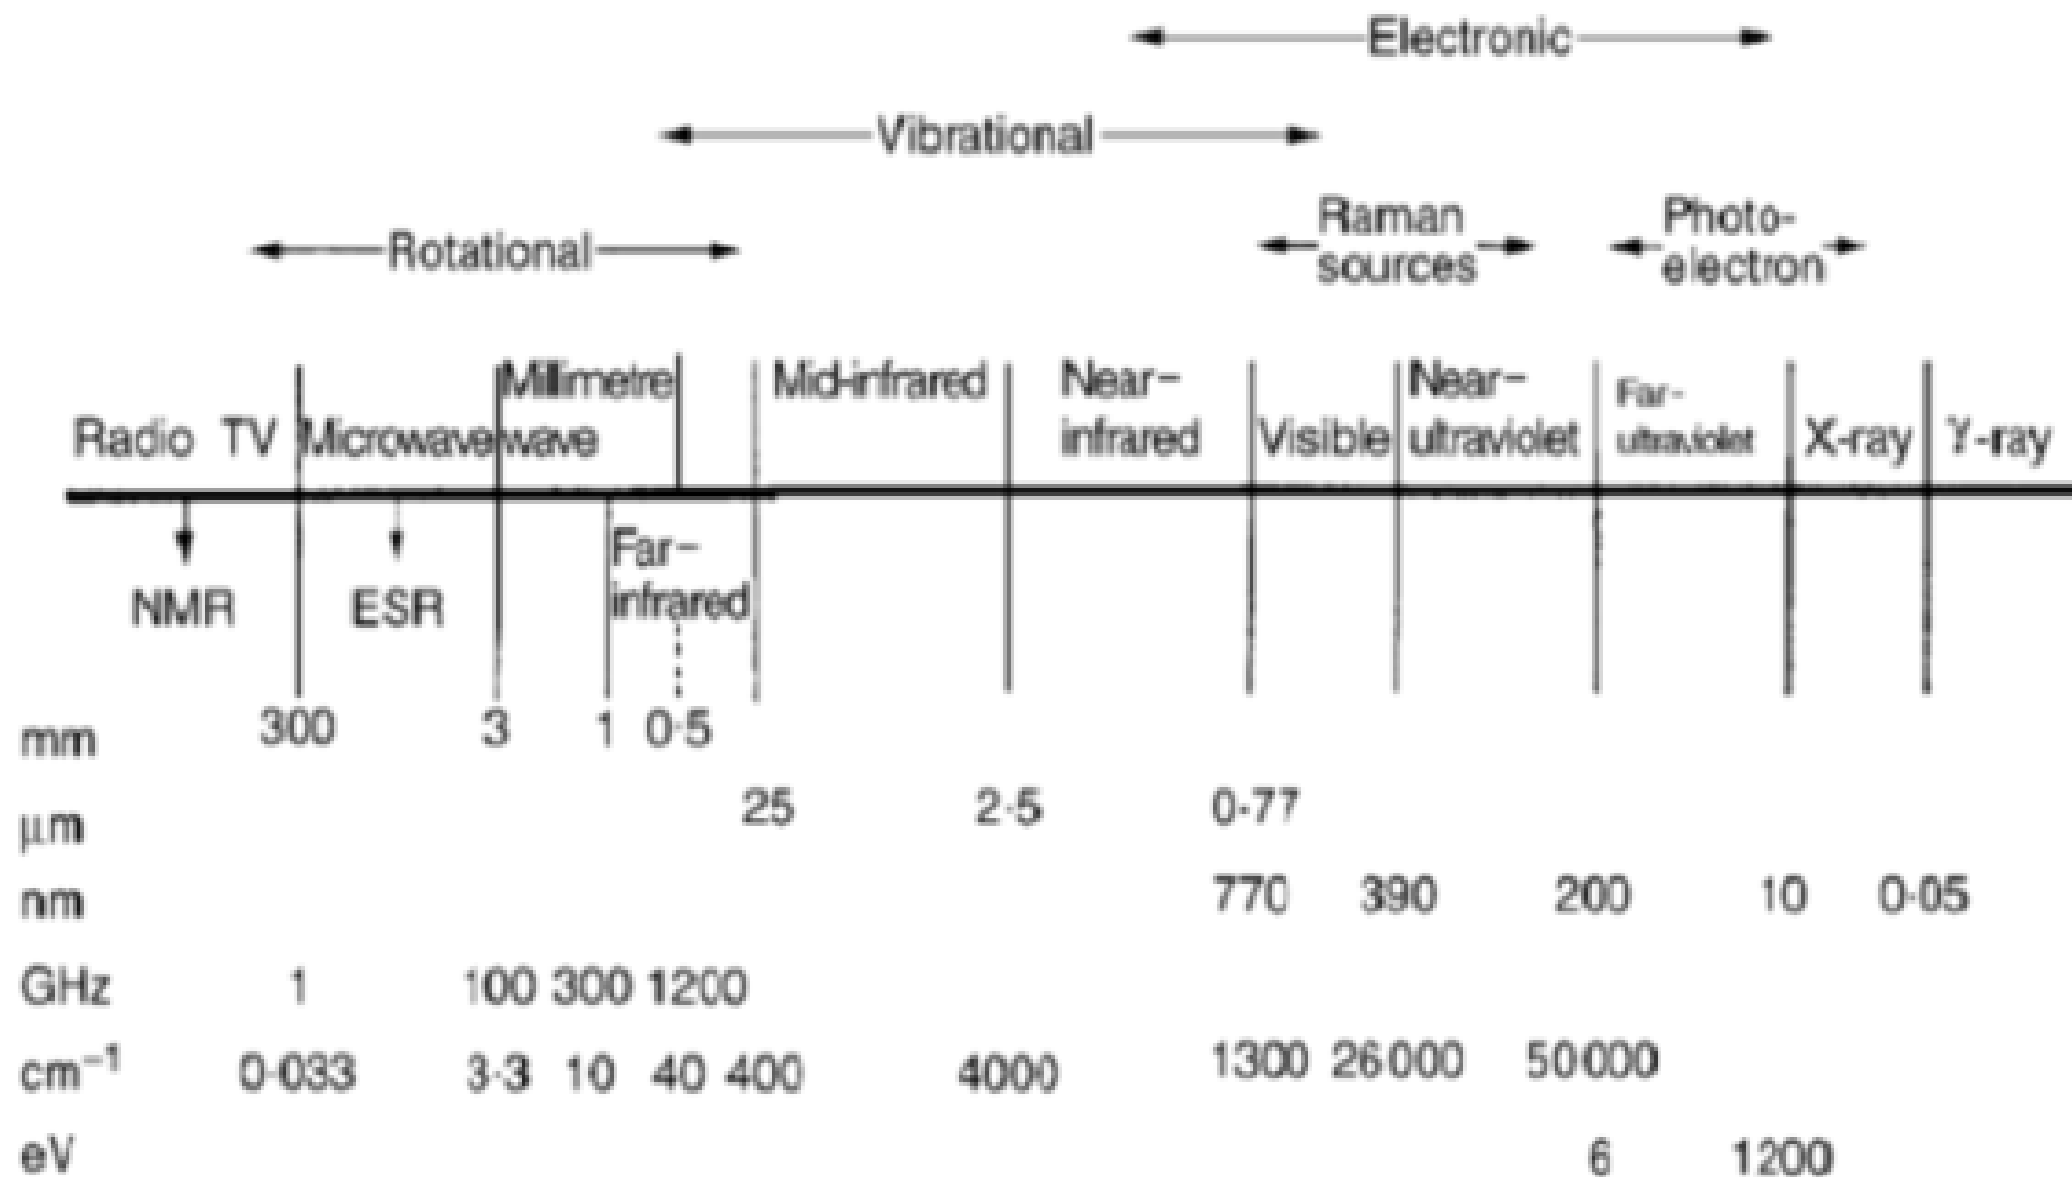 Electronic
Vibrational
Rotational
Raman sources
Photo-electron
Radio TV
Microwave
Millimetre wave
Mid-infrared
Near-infrared
Visible
Near-ultraviolet
Far-ultraviolet
X-ray
γ-ray
NMR
ESR
Far-infrared
mm 300 3 1 0·5
μm 25 2·5 0·77
nm 770 390 200 10 0·05
GHz 1 100 300 1200
cm⁻¹ 0·033 3·3 10 40 400 4000 1300 26000 50000
eV 6 1200